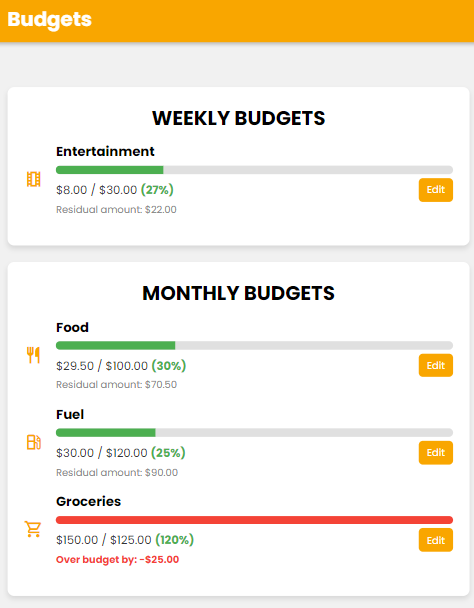 Budgets
WEEKLY BUDGETS
Entertainment
$8.00 / $30.00 (27%)
Edit
Residual amount: $22.00
MONTHLY BUDGETS
Food
$29.50 / $100.00 (30%)
Edit
Residual amount: $70.50
Fuel
$30.00 / $120.00 (25%)
Edit
Residual amount: $90.00
Groceries
$150.00 / $125.00 (120%)
Edit
Over budget by: -$25.00